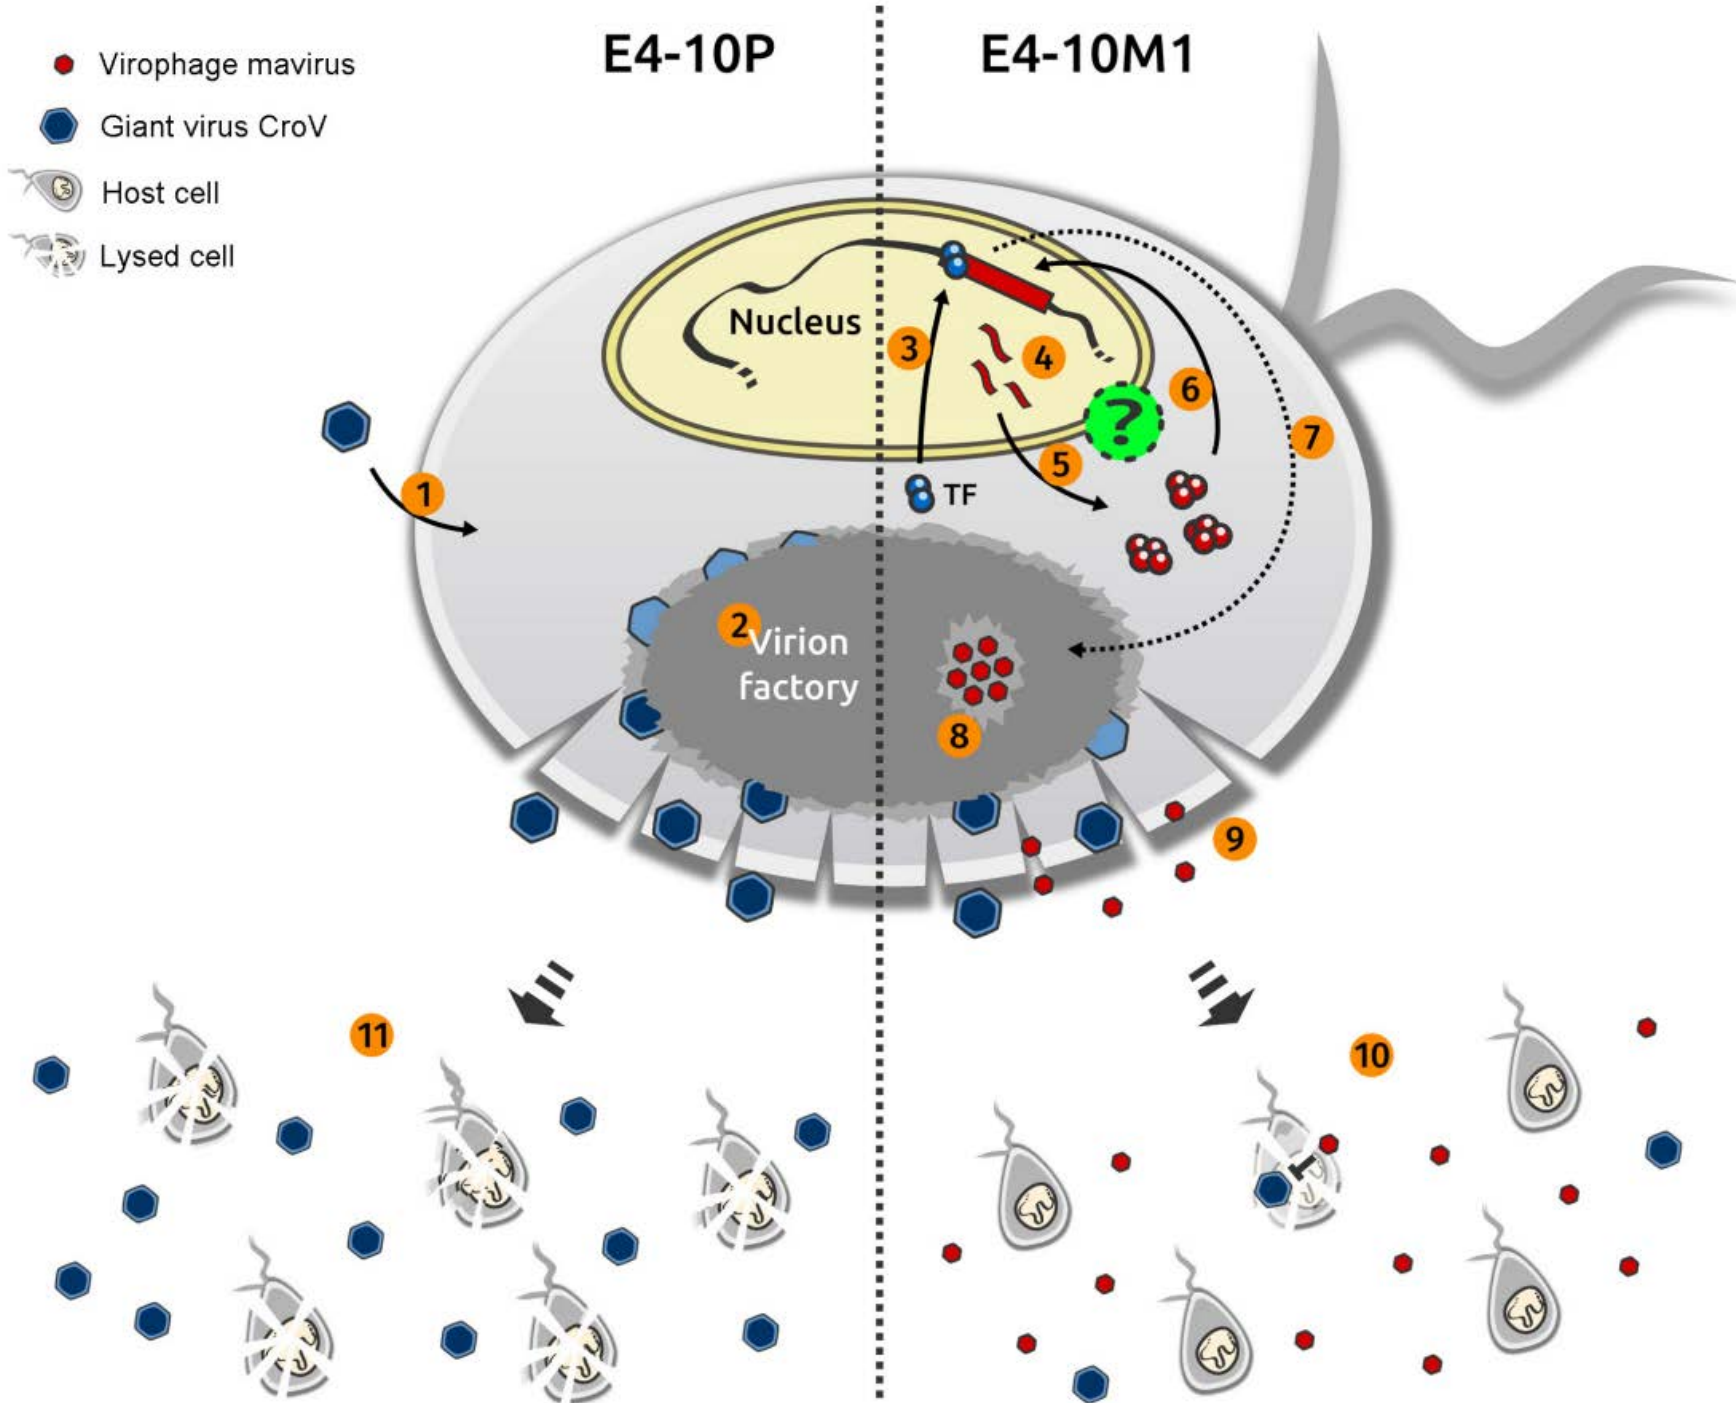 E4-10P
E4-10M1
Virophage mavirus
Giant virus CroV
Host cell
Lysed cell
Nucleus
3
4
6
?
7
5
1
TF
2
Virion
factory
8
9
11
10